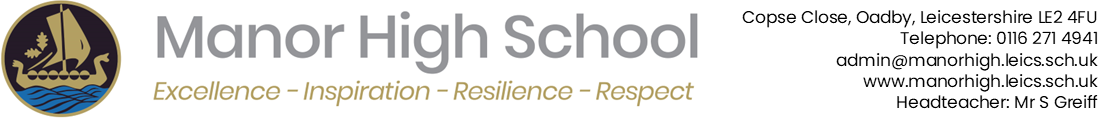 Manor High School
Excellence - Inspiration - Resilience - Respect
Copse Close, Oadby, Leicestershire LE2 4FU
Telephone: 0116 271 4941
admin@manorhigh.leics.sch.uk
www.manorhigh.leics.sch.uk
Headteacher: Mr S Greiff